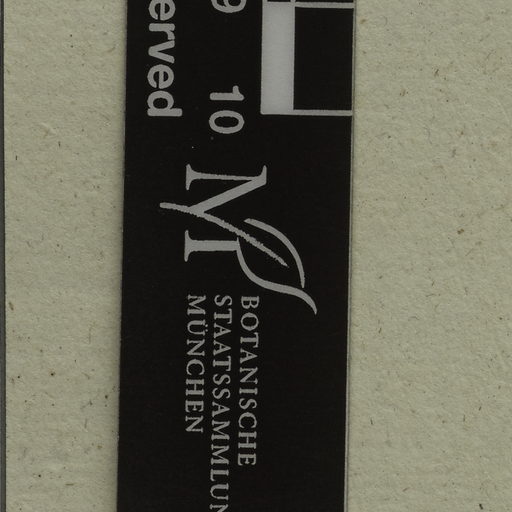 erved
9 10
M
BOTANISCHE
STAATSSAMMLUN
MÜNCHEN